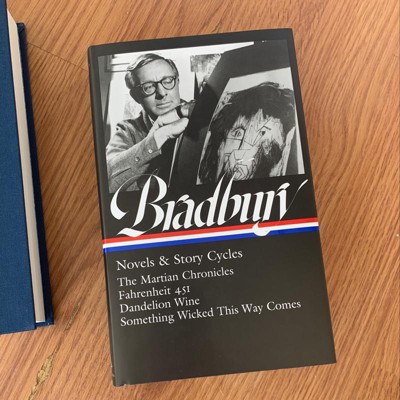 Bradbury
Novels & Story Cycles
The Martian Chronicles
Fahrenheit 451
Dandelion Wine
Something Wicked This Way Comes